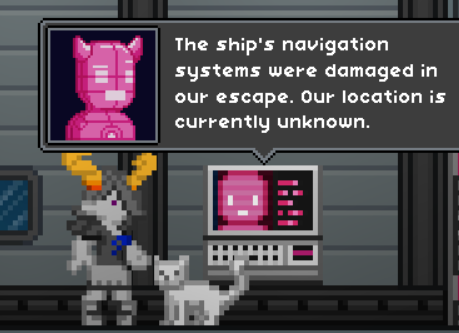 The ship's navigation
systems were damaged in
our escape. Our location is
currently unknown.